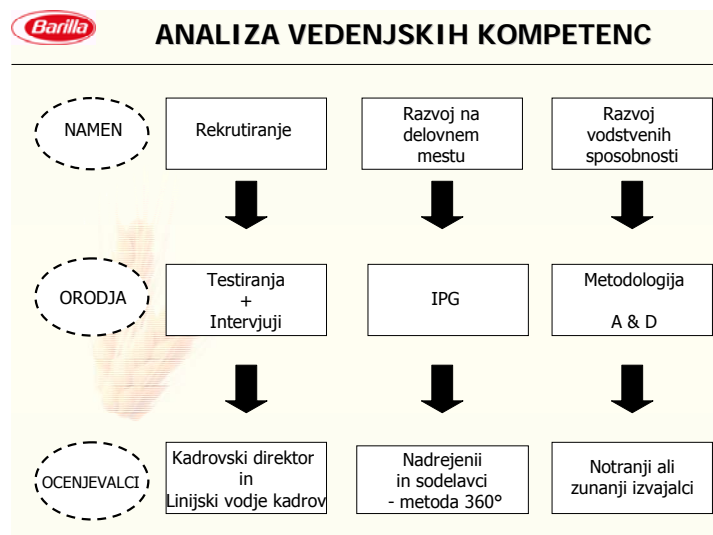 Barilla
ANALIZA VEDENJSKIH KOMPETENC
NAMEN
Rekrutiranje
Razvoj na
delovnem
mestu
Razvoj
vodstvenih
sposobnosti
ORODJA
Testiranja
+
Intervjuji
IPG
Metodologija
A & D
OCENJEVALCI
Kadrovski direktor
in
Linijski vodje kadrov
Nadrejenii
in sodelavci
- metoda 360°
Notranji ali
zunanji izvajalci